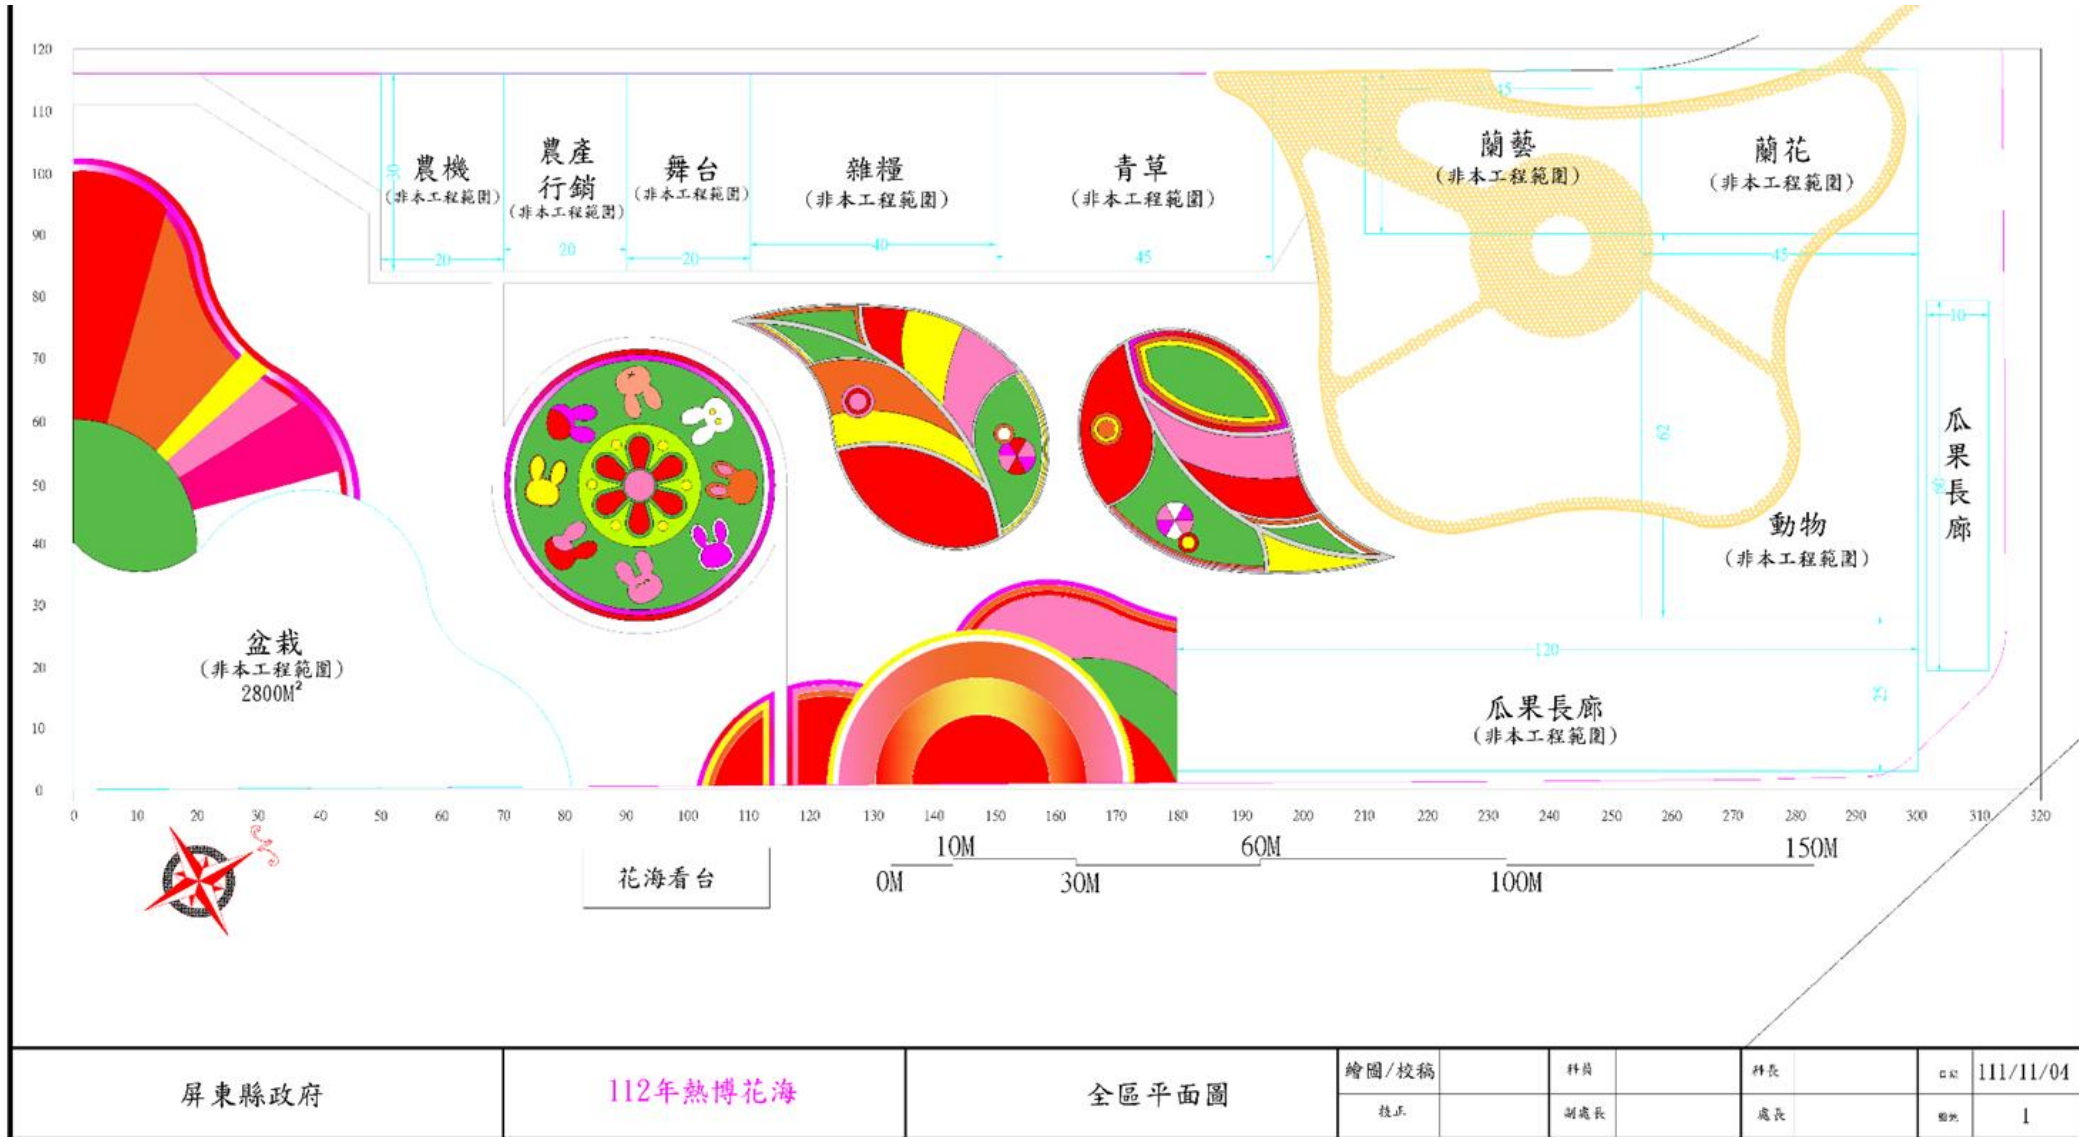 120
110
100
90
80
70
60
50
40
30
20
10
0
農機
(非本工程範圍)
20
農產
行銷
(非本工程範圍)
20
舞台
(非本工程範圍)
20
雜糧
(非本工程範圍)
40
青草
(非本工程範圍)
45
45
蘭藝
(非本工程範圍)
蘭花
(非本工程範圍)
45
62
10
瓜果長廊
動物
(非本工程範圍)
盆栽
(非本工程範圍)
2800M²
120
25
瓜果長廊
(非本工程範圍)
0 10 20 30 40 50 60 70 80 90 100 110 120 130 140 150 160 170 180 190 200 210 220 230 240 250 260 270 280 290 300 310 320
花海看台
0M 10M 30M 60M 100M 150M
屏東縣政府
112年熱博花海
全區平面圖
繪圖/校稿
科員
科長
111/11/04
技正
副處長
處長
1